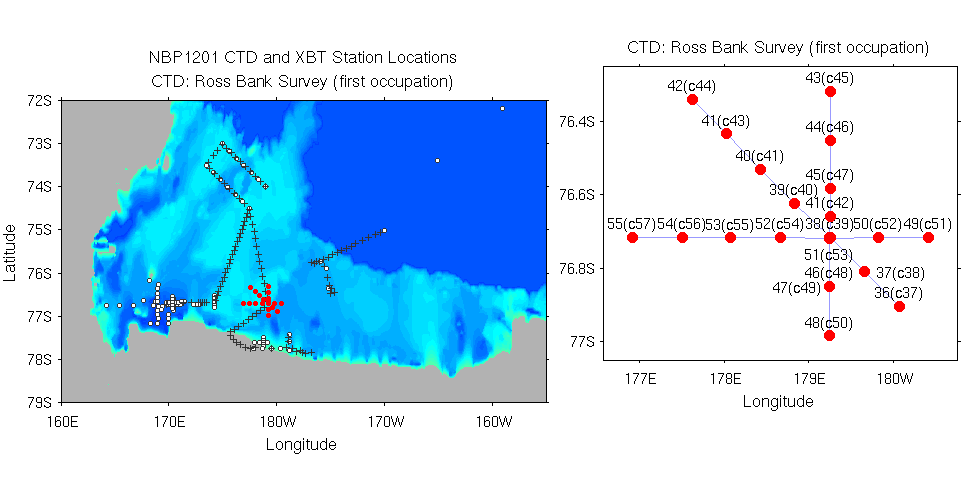 NBP1201 CTD and XBT Station Locations
CTD: Ross Bank Survey (first occupation)
72S
73S
74S
75S
76S
77S
78S
79S
Latitude
160E
170E
180W
170W
160W
Longitude
CTD: Ross Bank Survey (first occupation)
42(c44)
43(c45)
76.4S
41(c43)
44(c46)
40(c41)
45(c47)
76.6S
39(c40)
41(c42)
55(c57)
54(c56)
53(c55)
52(c54)
38(c39)
50(c52)
49(c51)
51(c53)
76.8S
46(c48)
37(c38)
47(c49)
36(c37)
48(c50)
77S
177E
178E
179E
180W
Longitude